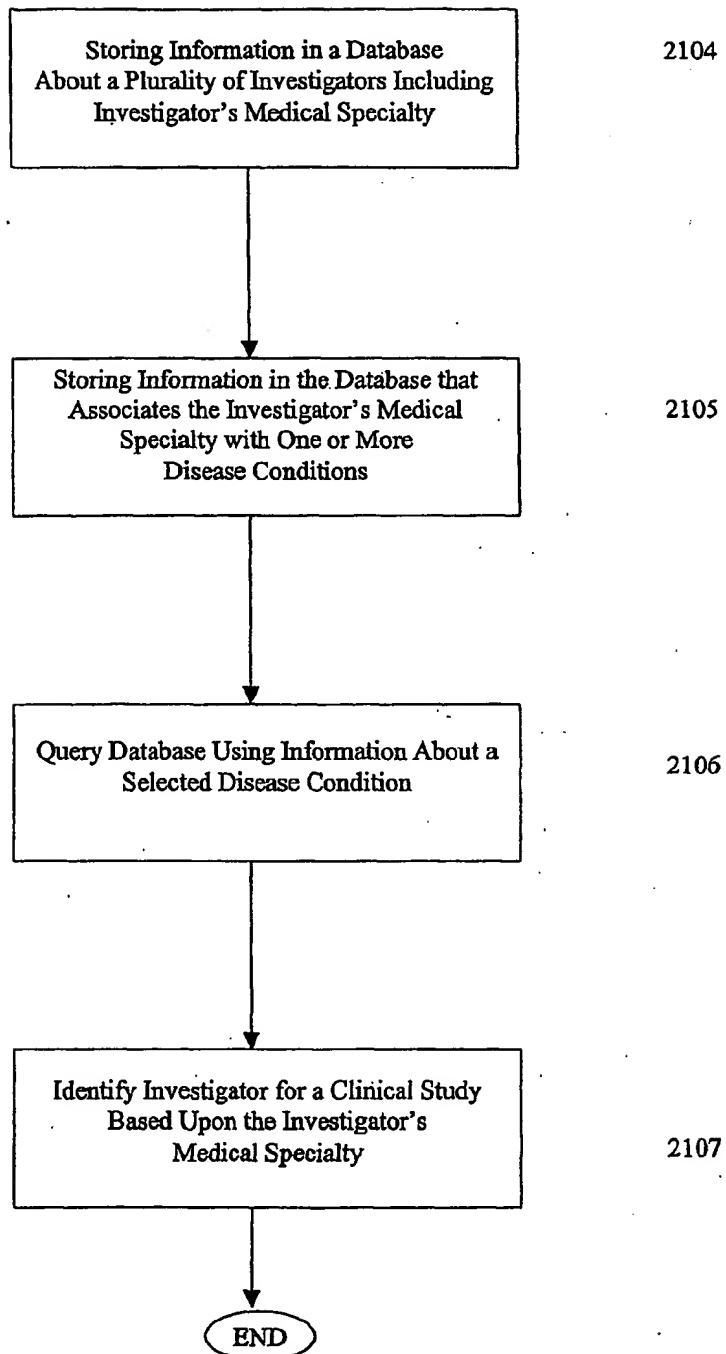 Storing Information in a Database
About a Plurality of Investigators Including
Investigator's Medical Specialty
2104
Storing Information in the Database that
Associates the Investigator's Medical
Specialty with One or More
Disease Conditions
2105
Query Database Using Information About a
Selected Disease Condition
2106
Identify Investigator for a Clinical Study
Based Upon the Investigator's
Medical Specialty
2107
END